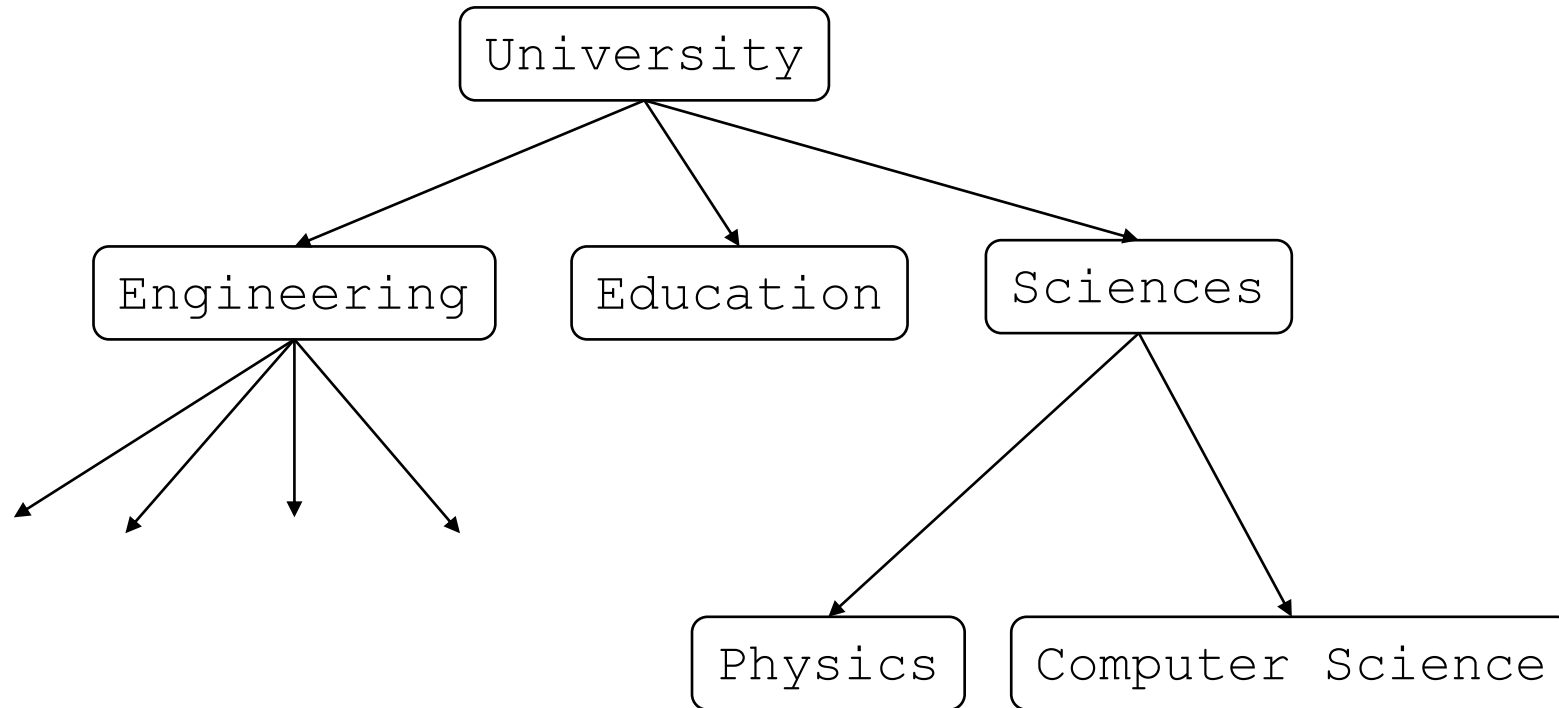 University
Engineering
Education
Sciences
Physics
Computer Science